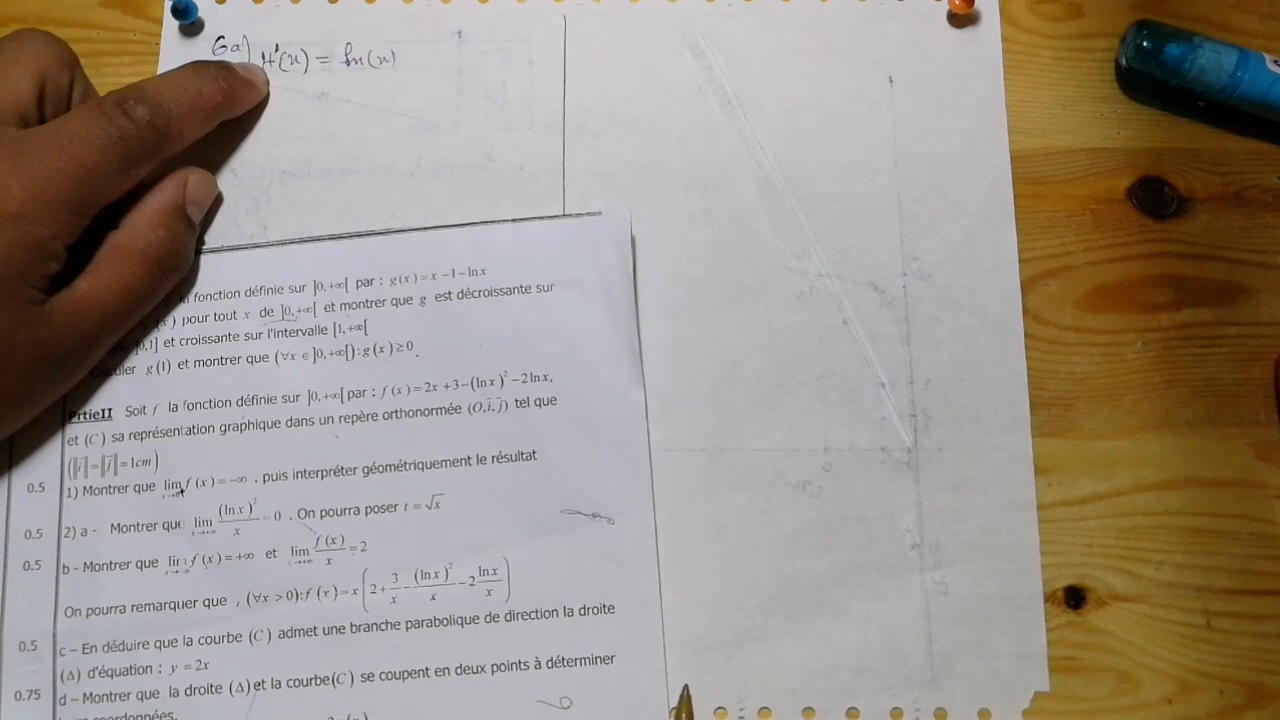 6a) H'(x) = ln(x)
fonction définie sur ]0,+∞[ par : g(x) = x -1- ln x
) pour tout x de ]0,+∞[ et montrer que g est décroissante sur
]0,1] et croissante sur l'intervalle [1,+∞[
g(1) et montrer que (∀x ∈ ]0,+∞[) : g(x) ≥ 0 .
PrtieII Soit f la fonction définie sur ]0,+∞[ par : f(x) = 2x + 3 - (ln x)² - 2 ln x,
et (C) sa représentation graphique dans un repère orthonormée (O,i,j) tel que
(||i|| = ||j|| = 1cm)
0.5 1) Montrer que lim f(x) = -∞ . puis interpréter géométriquement le résultat
0.5 2) a - Montrer que lim (ln x)²/x = 0 . On pourra poser t = √x
0.5 b - Montrer que lim f(x) = +∞ et lim f(x)/x = 2
On pourra remarquer que , (∀x > 0): f(x) = x(2 + 3/x - (ln x)²/x - 2 ln x/x)
0.5 c – En déduire que la courbe (C) admet une branche parabolique de direction la droite
(Δ) d'équation : y = 2x
0.75 d – Montrer que la droite (Δ) et la courbe (C) se coupent en deux points à déterminer
coordonnées.